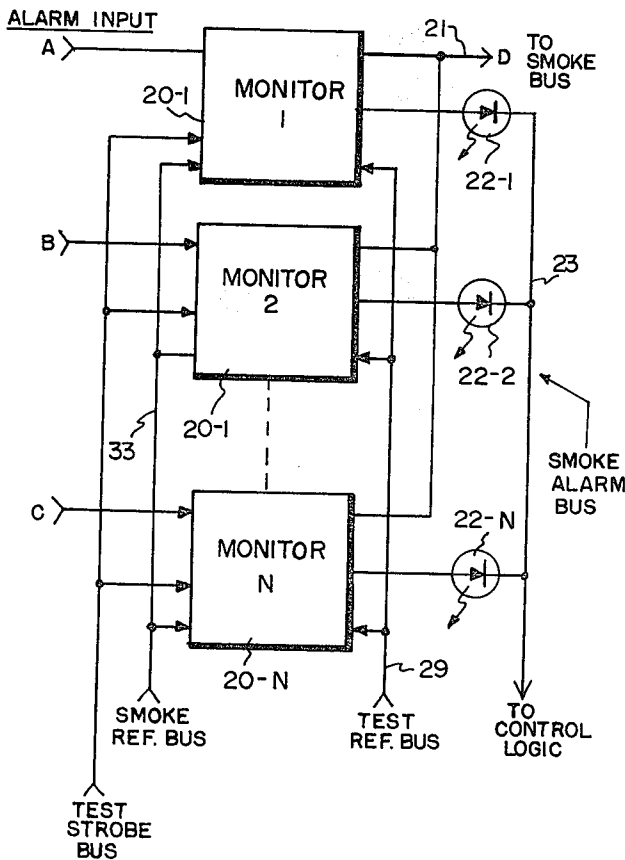 ALARM INPUT
A
20-1
MONITOR
1
21
D
TO
SMOKE
BUS
22-1
B
MONITOR
2
20-1
22-2
23
33
SMOKE
ALARM
BUS
C
MONITOR
N
20-N
22-N
29
SMOKE
REF. BUS
TEST
REF. BUS
TO
CONTROL
LOGIC
TEST
STROBE
BUS